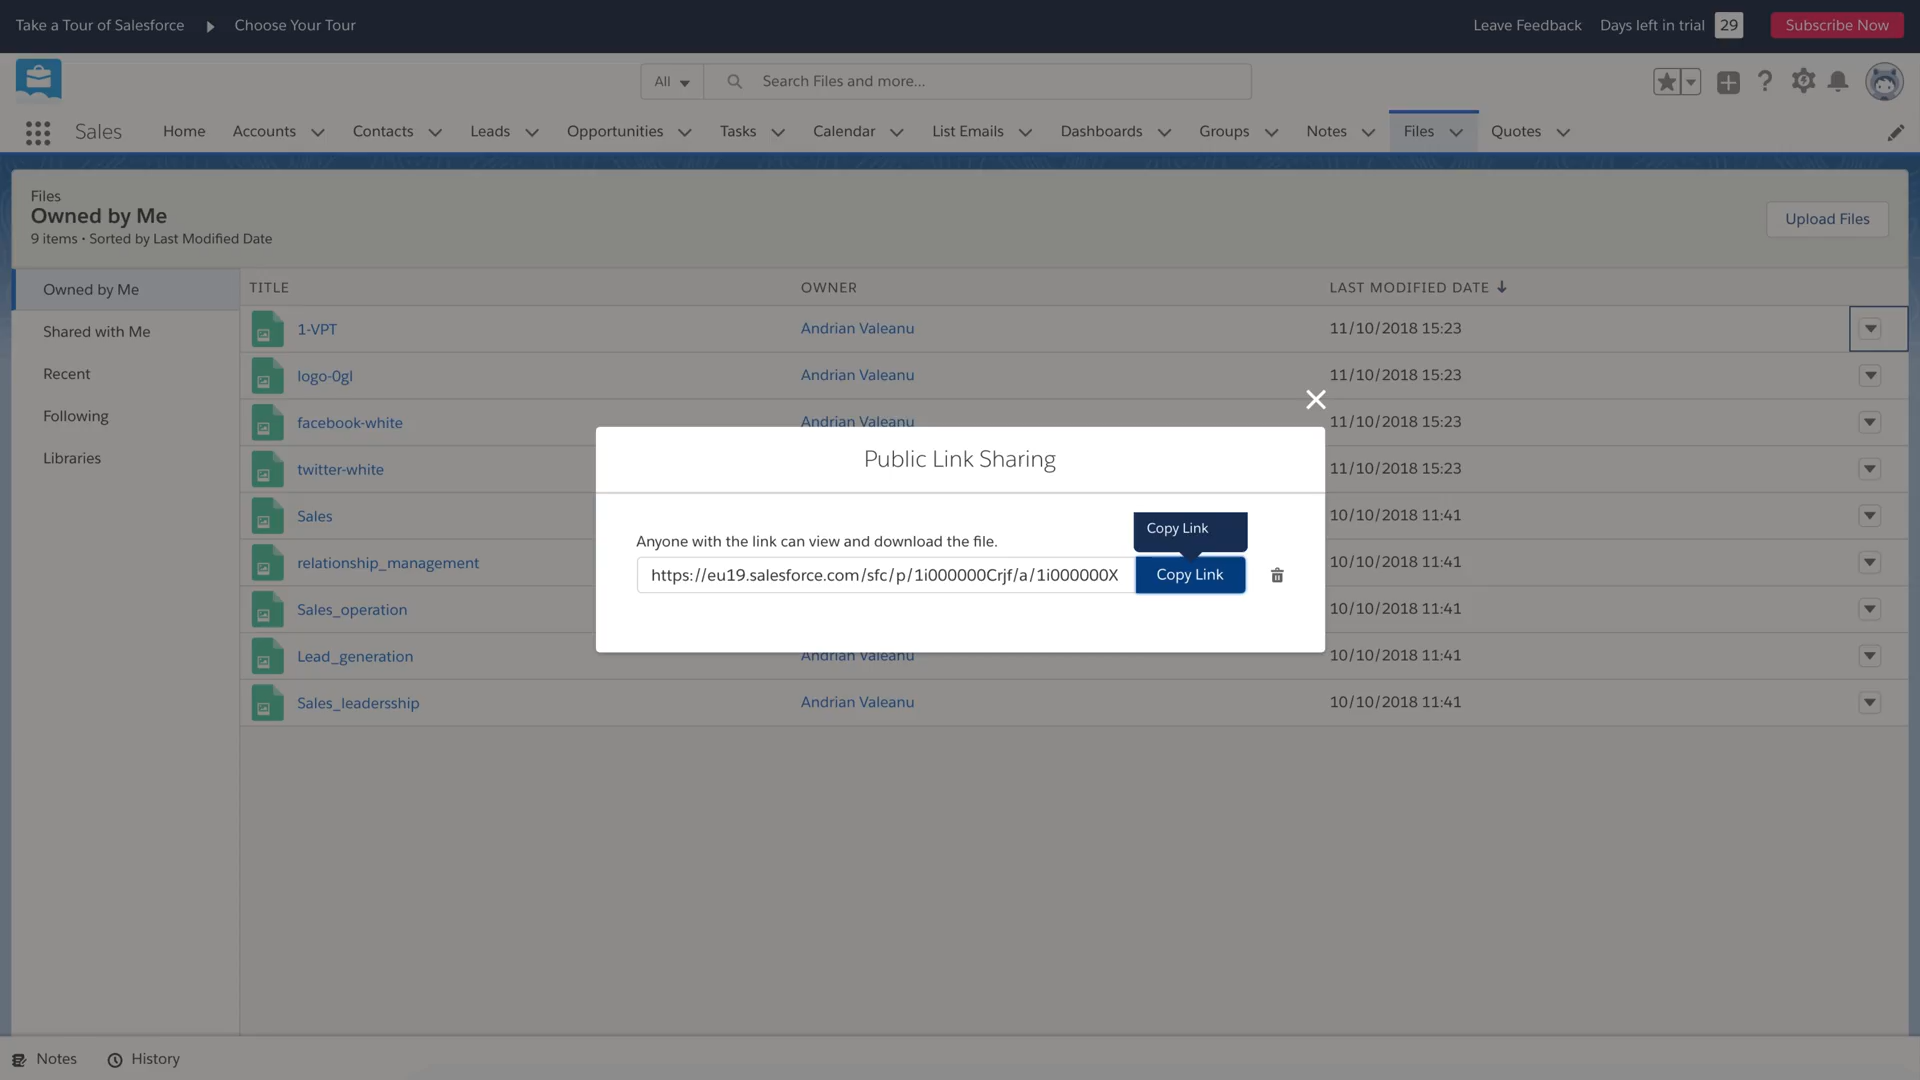 Take a Tour of Salesforce Choose Your Tour Leave Feedback Days left in trial 29 Subscribe Now
All Search Files and more...
Sales Home Accounts Contacts Leads Opportunities Tasks Calendar List Emails Dashboards Groups Notes Files Quotes
Files
Owned by Me
9 items • Sorted by Last Modified Date
Upload Files
Owned by Me
Shared with Me
Recent
Following
Libraries
TITLE OWNER LAST MODIFIED DATE
1-VPT Andrian Valeanu 11/10/2018 15:23
logo-0gl Andrian Valeanu 11/10/2018 15:23
facebook-white Andrian Valeanu 11/10/2018 15:23
twitter-white 11/10/2018 15:23
Sales 10/10/2018 11:41
relationship_management 10/10/2018 11:41
Sales_operation 10/10/2018 11:41
Lead_generation Andrian Valeanu 10/10/2018 11:41
Sales_leadersship Andrian Valeanu 10/10/2018 11:41
Public Link Sharing
Copy Link
Anyone with the link can view and download the file.
https://eu19.salesforce.com/sfc/p/1i000000Crjf/a/1i000000X Copy Link
Notes History